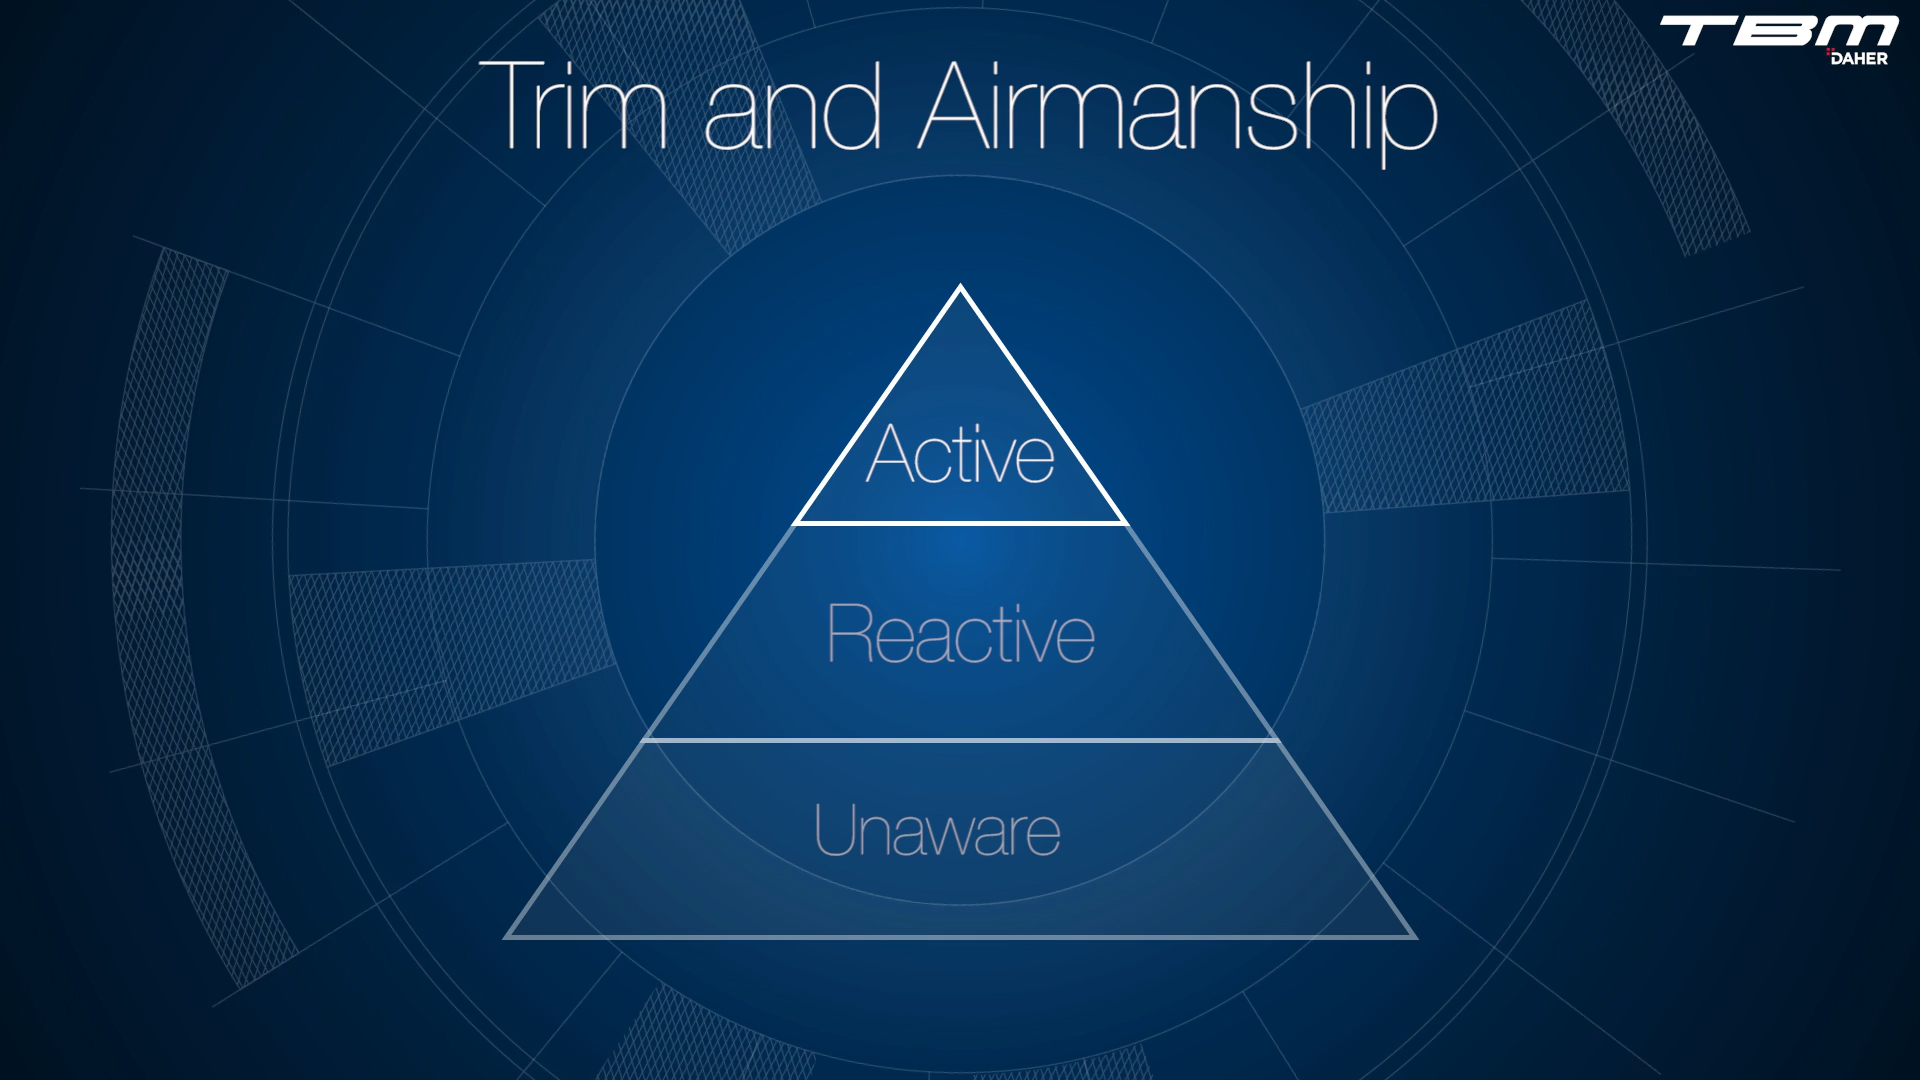 TBM
DAHER
Trim and Airmanship
Active
Reactive
Unaware